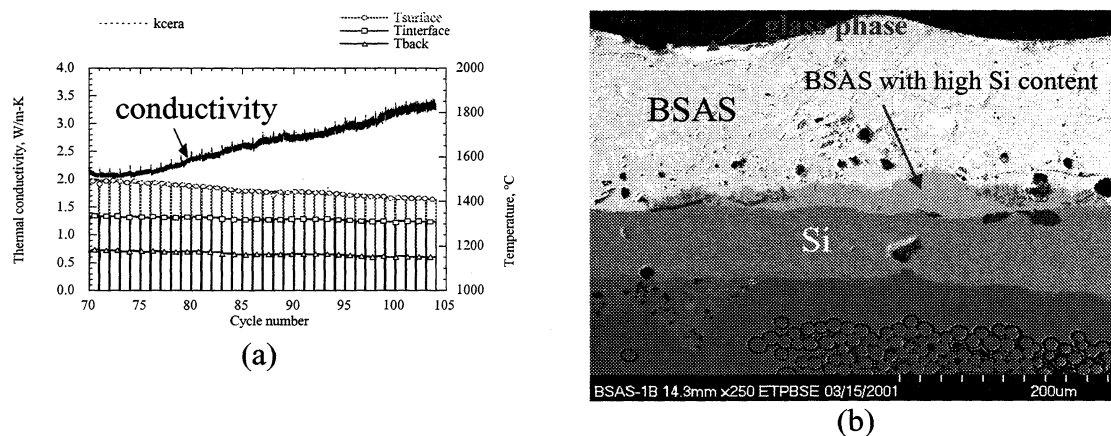 kcera
Tsurface
Tinterface
Tback
4.0
3.5
3.0
2.5
2.0
1.5
1.0
0.5
0.0
Thermal conductivity, W/m-K
conductivity
2000
1800
1600
1400
1200
1000
Temperature, °C
70 75 80 85 90 95 100 105
Cycle number
(a)
glass phase
BSAS with high Si content
BSAS
Si
BSAS-1B 14.3mm x250 ETPBSE 03/15/2001 200um
(b)